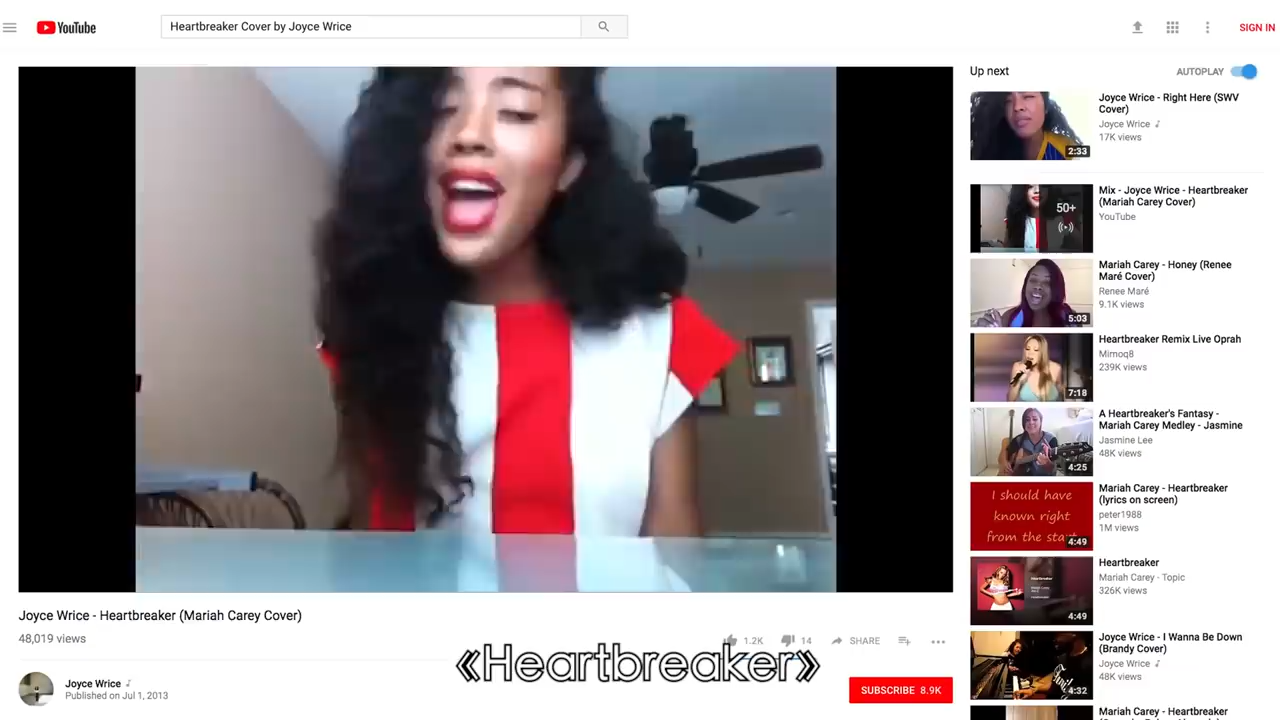 YouTube
Heartbreaker Cover by Joyce Wrice
SIGN IN
Up next
AUTOPLAY
Joyce Wrice - Right Here (SWV
Cover)
Joyce Wrice
17K views
2:33
Mix - Joyce Wrice - Heartbreaker
(Mariah Carey Cover)
YouTube
50+
Mariah Carey - Honey (Renee
Maré Cover)
Renee Maré
9.1K views
5:03
Heartbreaker Remix Live Oprah
Mimoq8
239K views
7:18
A Heartbreaker's Fantasy -
Mariah Carey Medley - Jasmine
Jasmine Lee
48K views
4:25
Mariah Carey - Heartbreaker
(lyrics on screen)
peter1988
1M views
I should have
known right
from the start
4:49
Heartbreaker
Mariah Carey - Topic
326K views
4:49
Joyce Wrice - I Wanna Be Down
(Brandy Cover)
Joyce Wrice
48K views
4:32
Mariah Carey - Heartbreaker
Joyce Wrice - Heartbreaker (Mariah Carey Cover)
48,019 views
1.2K
14
SHARE
《Heartbreaker》
Joyce Wrice
Published on Jul 1, 2013
SUBSCRIBE 8.9K